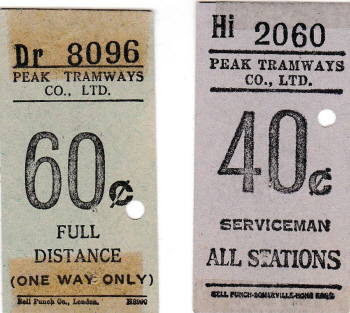 Dr 8096
PEAK TRAMWAYS
CO., LTD.
60¢
FULL
DISTANCE
(ONE WAY ONLY)
Bell Punch Co., London.
Hi 2060
PEAK TRAMWAYS
CO., LTD.
40¢
SERVICEMAN
ALL STATIONS
BELL PUNCH-SOMERVILLE-HONG KONG